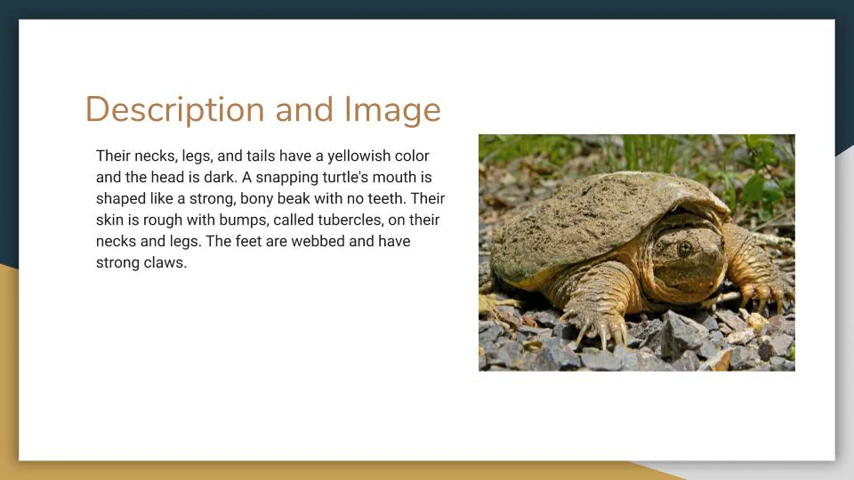 Description and Image
Their necks, legs, and tails have a yellowish color
and the head is dark. A snapping turtle's mouth is
shaped like a strong, bony beak with no teeth. Their
skin is rough with bumps, called tubercles, on their
necks and legs. The feet are webbed and have
strong claws.